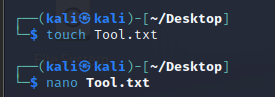 ┌──(kali㉿kali)-[~/Desktop]
└─$ touch Tool.txt
┌──(kali㉿kali)-[~/Desktop]
└─$ nano Tool.txt